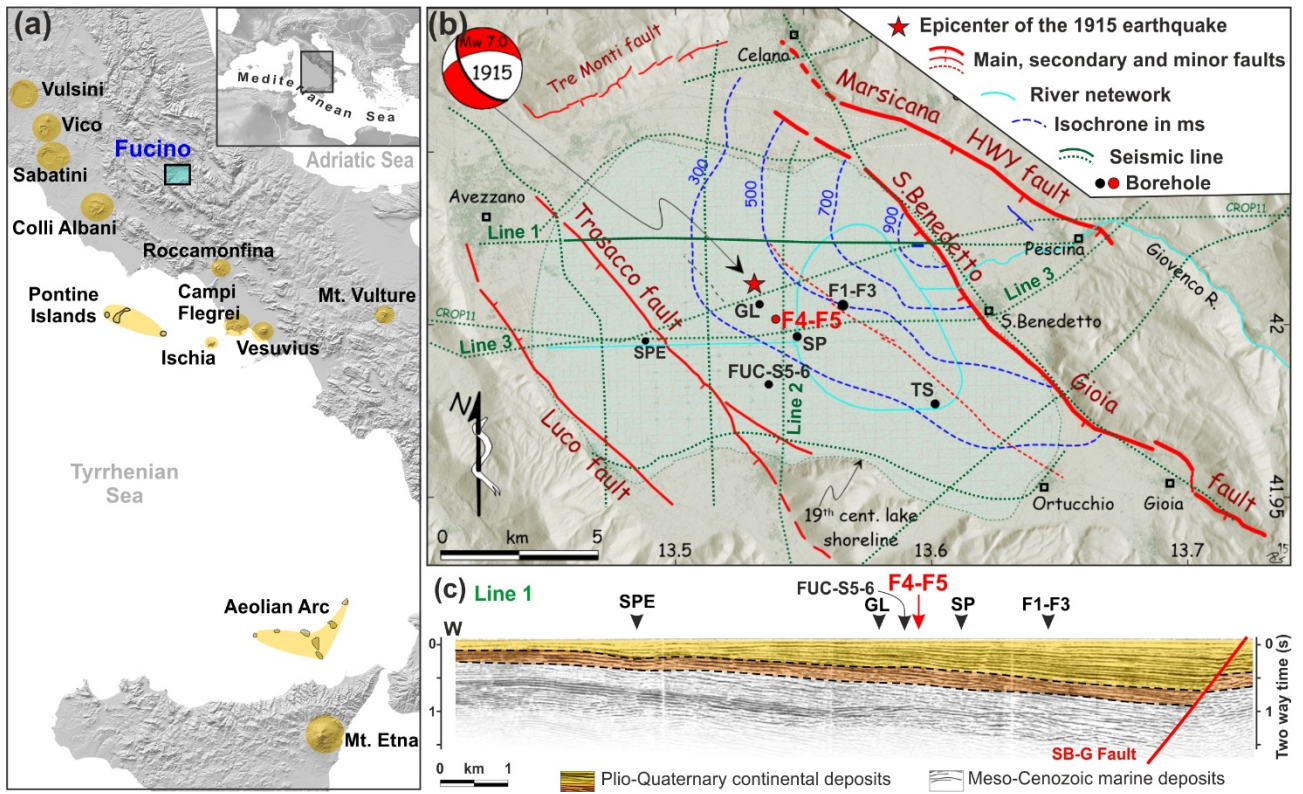 (a)
Mediterranean Sea
Vulsini
Vico
Fucino
Adriatic Sea
Sabatini
Colli Albani
Roccamonfina
Pontine
Islands
Campi
Flegrei
Mt. Vulture
Ischia
Vesuvius
Tyrrhenian
Sea
Aeolian Arc
Mt. Etna
(b)
Mw 7.0
1915
Tre Monti fault
Celano
Marsicana
HWY fault
Epicenter of the 1915 earthquake
Main, secondary and minor faults
River netework
Isochrone in ms
Seismic line
Borehole
300
500
700
900
Avezzano
Trasacco fault
S.Benedetto
CROP11
Line 1
Pescina
Giovenco R.
Line 3
GL
F1-F3
F4-F5
S.Benedetto
42
CROP11
Line 3
SPE
SP
FUC-S5-6
Line 2
TS
Gioia
fault
N
Luco fault
Ortucchio
Gioia
41.95
19th cent. lake
shoreline
0 km 5
13.5
13.6
13.7
(c) Line 1
FUC-S5-6
F4-F5
SPE
GL
SP
F1-F3
W
0
1
0
1
Two way time (s)
SB-G Fault
0 km 1
Plio-Quaternary continental deposits
Meso-Cenozoic marine deposits